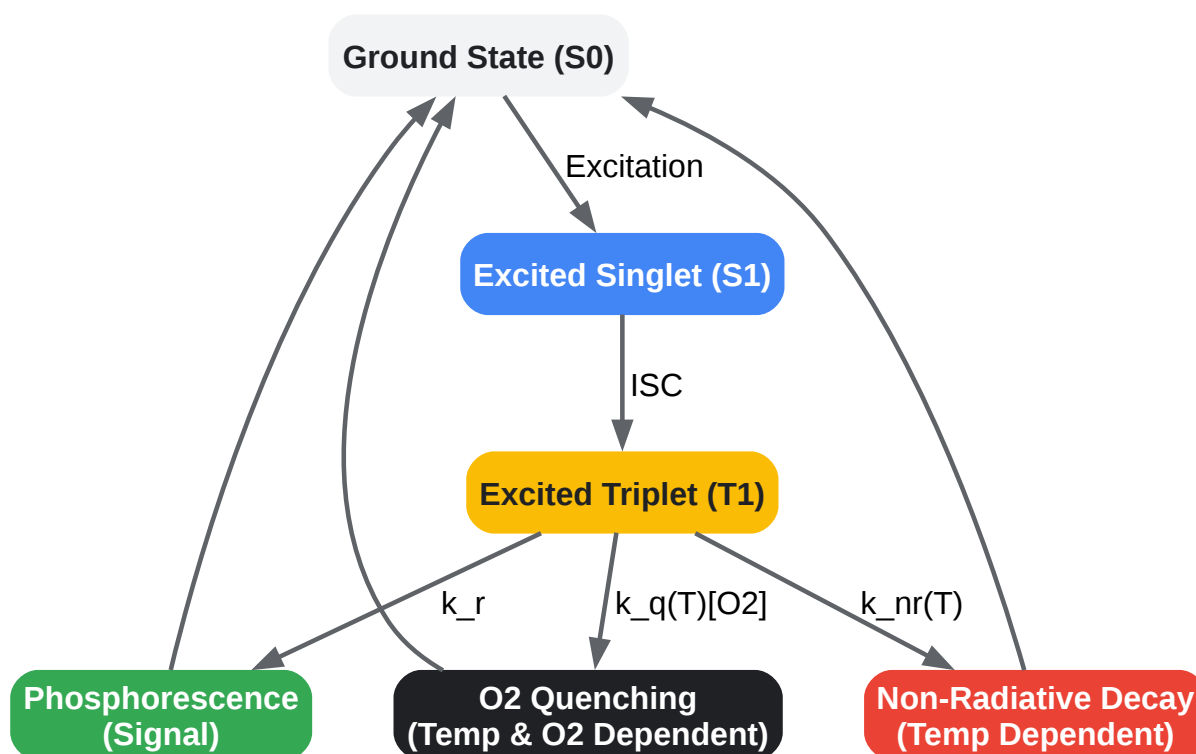 Ground State (S0)
Excitation
Excited Singlet (S1)
ISC
Excited Triplet (T1)
k_r
k_q(T)[O2]
k_nr(T)
Phosphorescence
(Signal)
O2 Quenching
(Temp & O2 Dependent)
Non-Radiative Decay
(Temp Dependent)